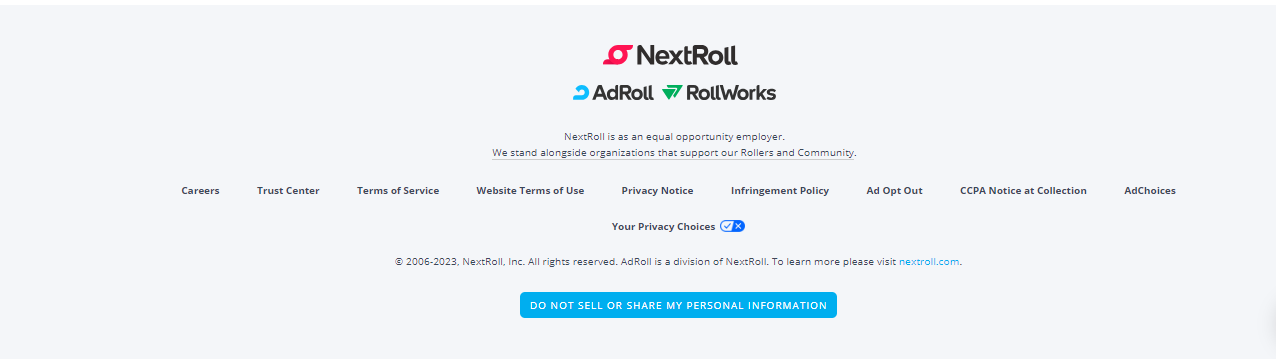 NextRoll
AdRoll RollWorks
NextRoll is as an equal opportunity employer.
We stand alongside organizations that support our Rollers and Community.
Careers Trust Center Terms of Service Website Terms of Use Privacy Notice Infringement Policy Ad Opt Out CCPA Notice at Collection AdChoices
Your Privacy Choices
© 2006-2023, NextRoll, Inc. All rights reserved. AdRoll is a division of NextRoll. To learn more please visit nextroll.com.
DO NOT SELL OR SHARE MY PERSONAL INFORMATION